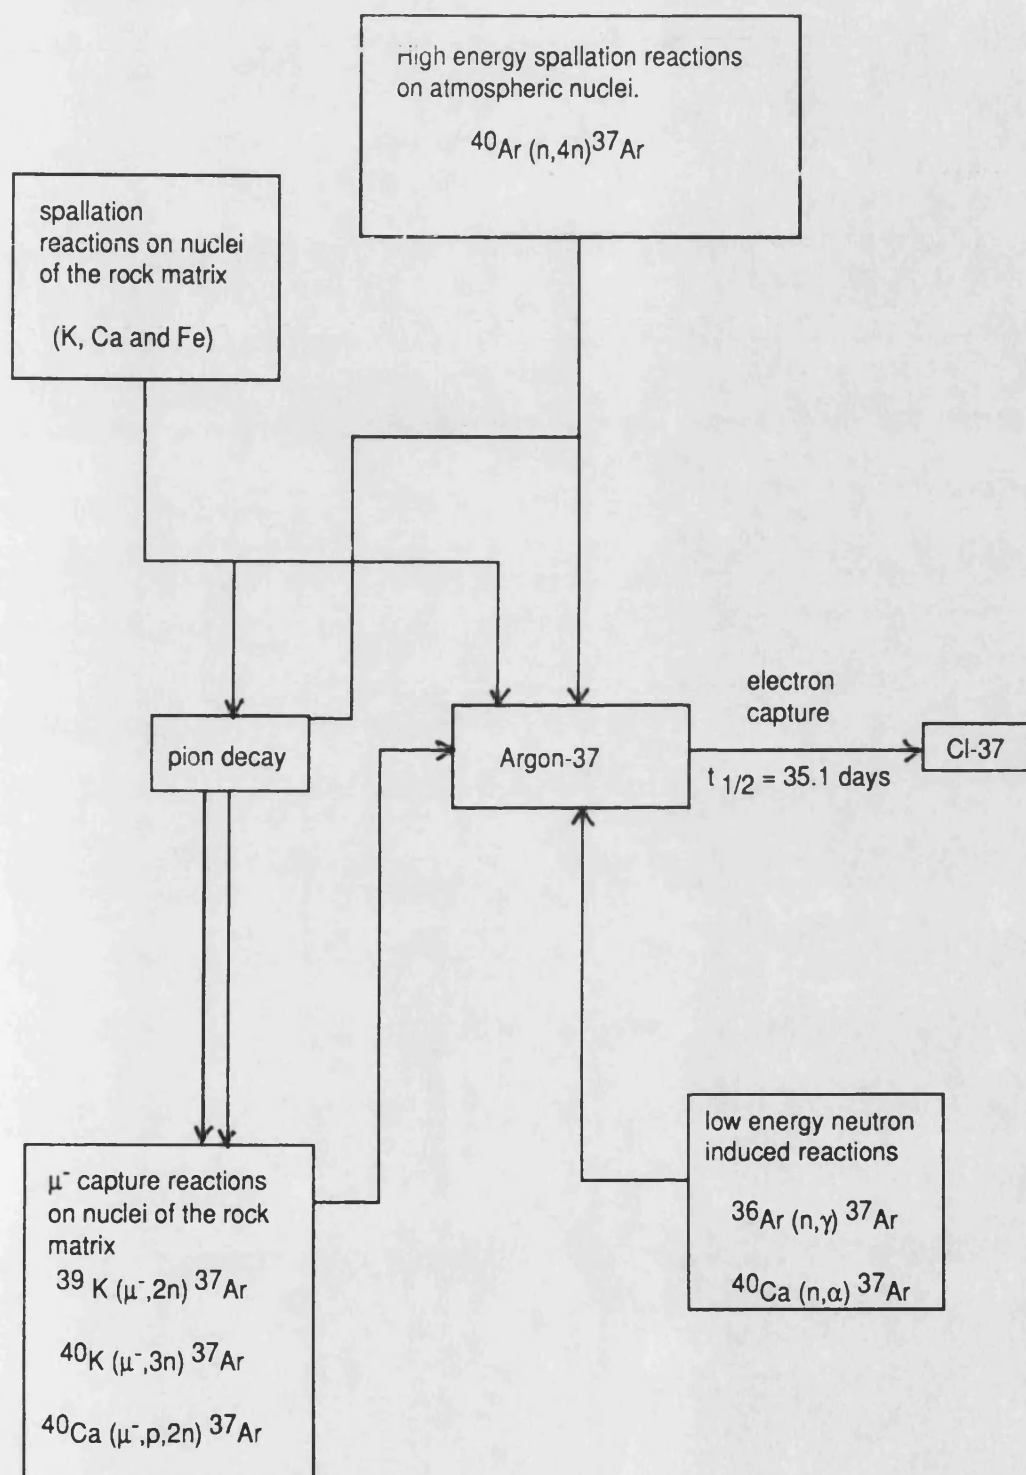 High energy spallation reactions
on atmospheric nuclei.
⁴⁰Ar (n,4n)³⁷Ar
spallation
reactions on nuclei
of the rock matrix
(K, Ca and Fe)
pion decay
Argon-37
electron
capture
t 1/2 = 35.1 days
Cl-37
μ⁻ capture reactions
on nuclei of the rock
matrix
³⁹ K (μ⁻,2n) ³⁷Ar
⁴⁰K (μ⁻,3n) ³⁷Ar
⁴⁰Ca (μ⁻,p,2n) ³⁷Ar
low energy neutron
induced reactions
³⁶Ar (n,γ) ³⁷Ar
⁴⁰Ca (n,α) ³⁷Ar